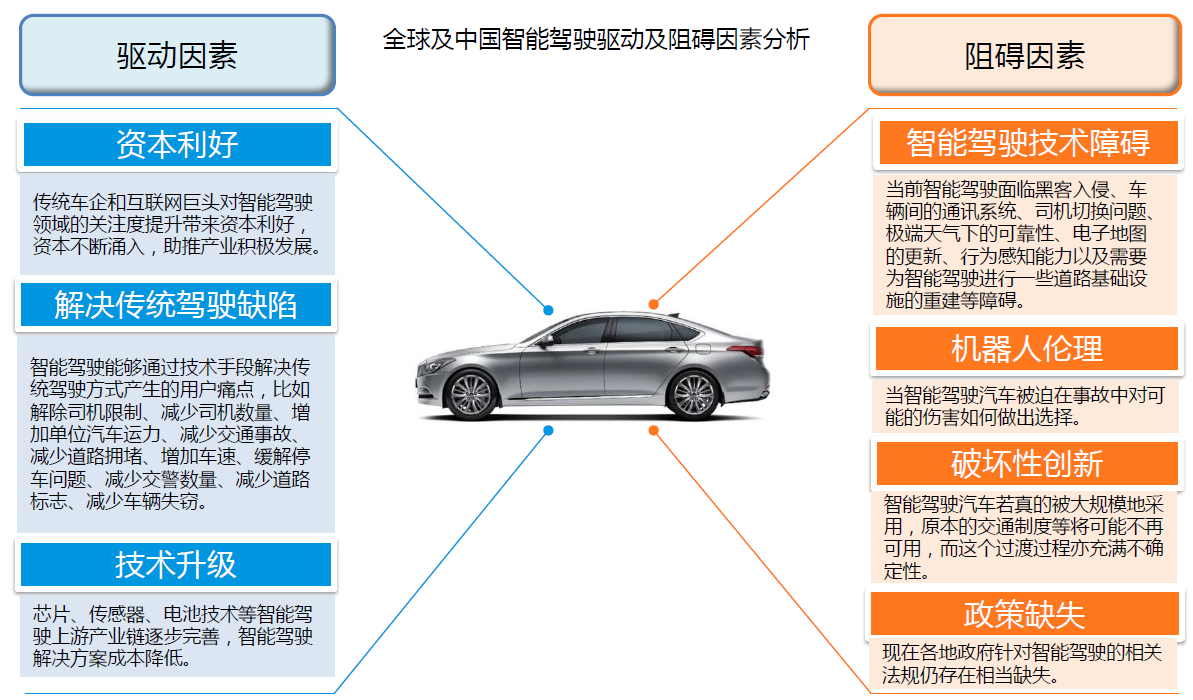 全球及中国智能驾驶驱动及阻碍因素分析
驱动因素
资本利好
传统车企和互联网巨头对智能驾驶
领域的关注度提升带来资本利好，
资本不断涌入，助推产业积极发展。
解决传统驾驶缺陷
智能驾驶能够通过技术手段解决传
统驾驶方式产生的用户痛点，比如
解除司机限制、减少司机数量、增
加单位汽车运力、减少交通事故、
减少道路拥堵、增加车速、缓解停
车问题、减少交警数量、减少道路
标志、减少车辆失窃。
技术升级
芯片、传感器、电池技术等智能驾
驶上游产业链逐步完善，智能驾驶
解决方案成本降低。
阻碍因素
智能驾驶技术障碍
当前智能驾驶面临黑客入侵、车
辆间的通讯系统、司机切换问题、
极端天气下的可靠性、电子地图
的更新、行为感知能力以及需要
为智能驾驶进行一些道路基础设
施的重建等障碍。
机器人伦理
当智能驾驶汽车被迫在事故中对可
能的伤害如何做出选择。
破坏性创新
智能驾驶汽车若真的被大规模地采
用，原本的交通制度等将可能不再
可用，而这个过渡过程亦充满不确
定性。
政策缺失
现在各地政府针对智能驾驶的相关
法规仍存在相当缺失。